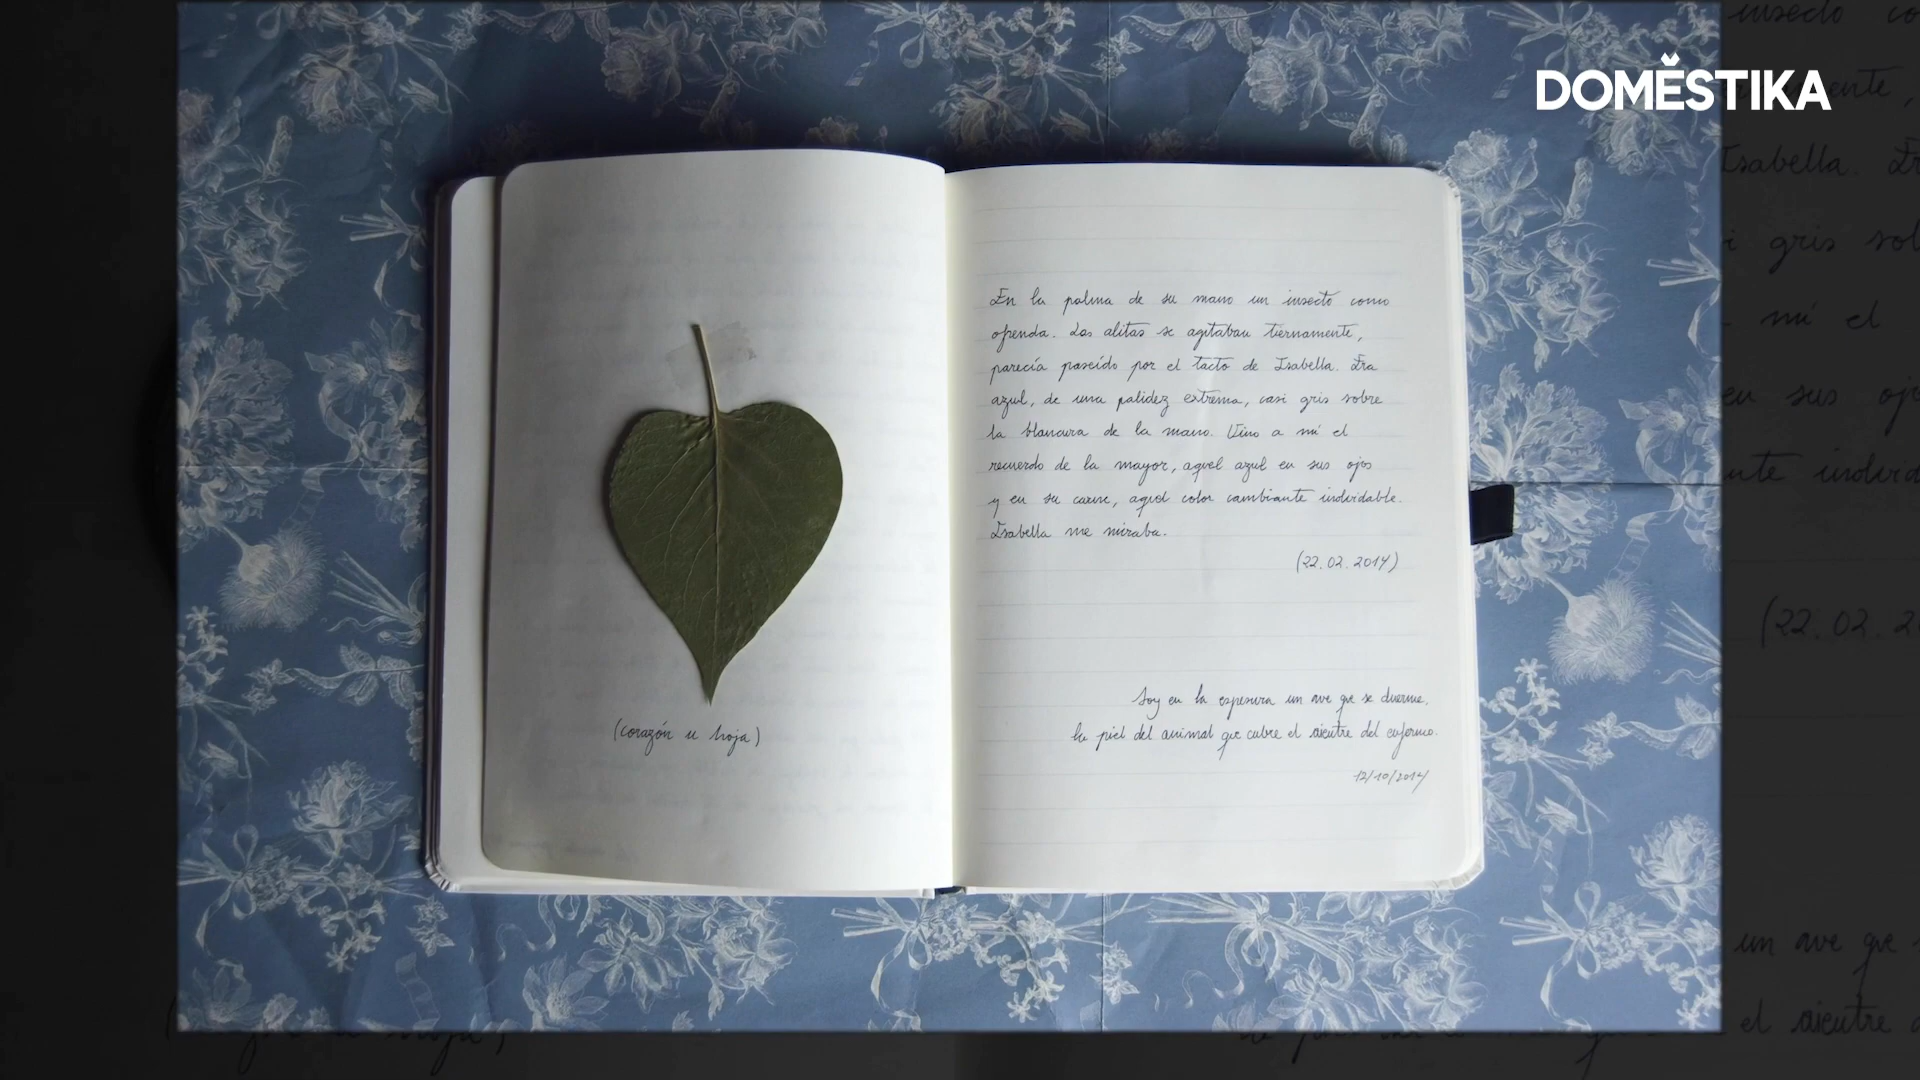 DOMESTIKA
En la palma de su mano un insecto como
ofrenda. Las alitas se agitaban tiernamente,
parecía poseído por el tacto de Isabella. Era
azul, de una palidez extrema, casi gris sobre
la blancura de la mano. Vino a mí el
recuerdo de la mayor, aquel azul en sus ojos
y en su carne, aquel color cambiante inolvidable.
Isabella me miraba.
(22.02.2014)
(corazón u hoja)
Soy en la espesura un ave que se duerme,
la piel del animal que cubre el vientre del enfermo.
12/10/2014